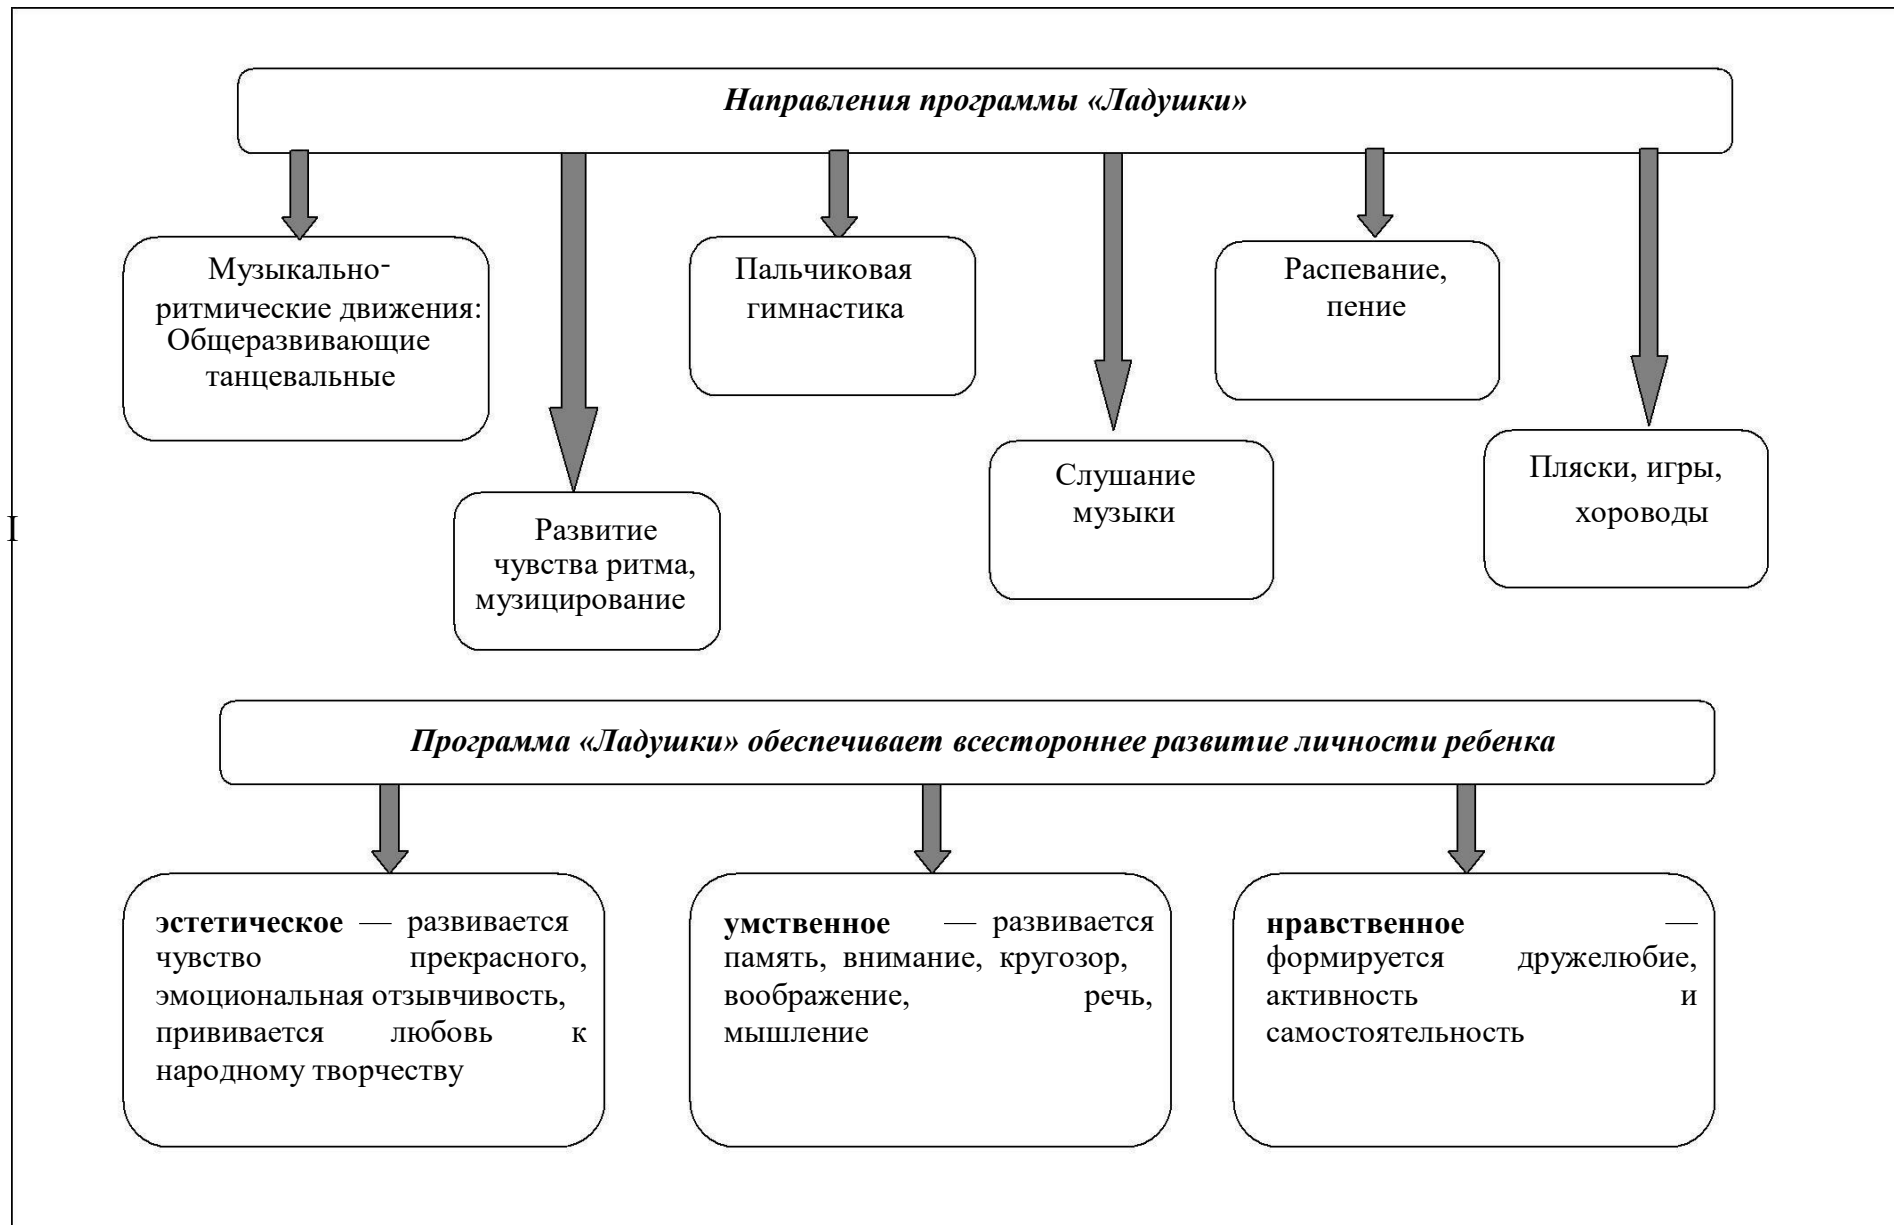 Направления программы «Ладушки»
Музыкально-
ритмические движения:
Общеразвивающие
танцевальные
Пальчиковая
гимнастика
Распевание,
пение
Развитие
чувства ритма,
музицирование
Слушание
музыки
Пляски, игры,
хороводы
I
Программа «Ладушки» обеспечивает всестороннее развитие личности ребенка
эстетическое — развивается
чувство прекрасного,
эмоциональная отзывчивость,
прививается любовь к
народному творчеству
умственное — развивается
память, внимание, кругозор,
воображение, речь,
мышление
нравственное —
формируется дружелюбие,
активность и
самостоятельность